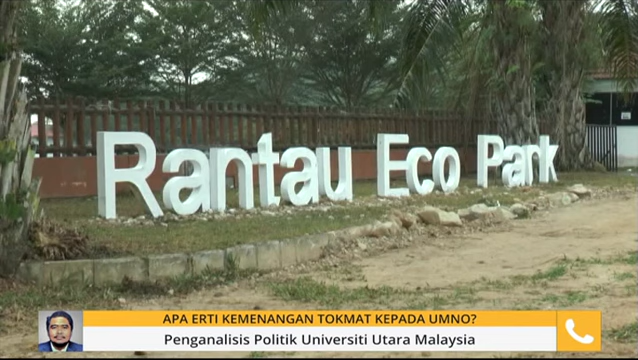 Rantau Eco Park
APA ERTI KEMENANGAN TOKMAT KEPADA UMNO?
Penganalisis Politik Universiti Utara Malaysia